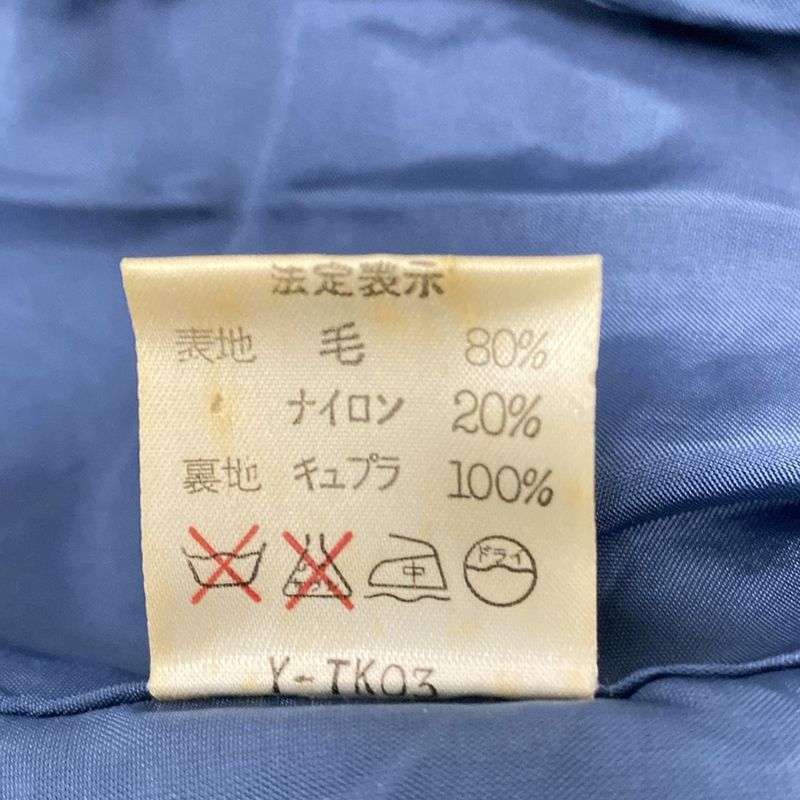 法定表示
表地 毛 80%
ナイロン 20%
裏地 キュプラ 100%
中 ドライ
Y-TK03